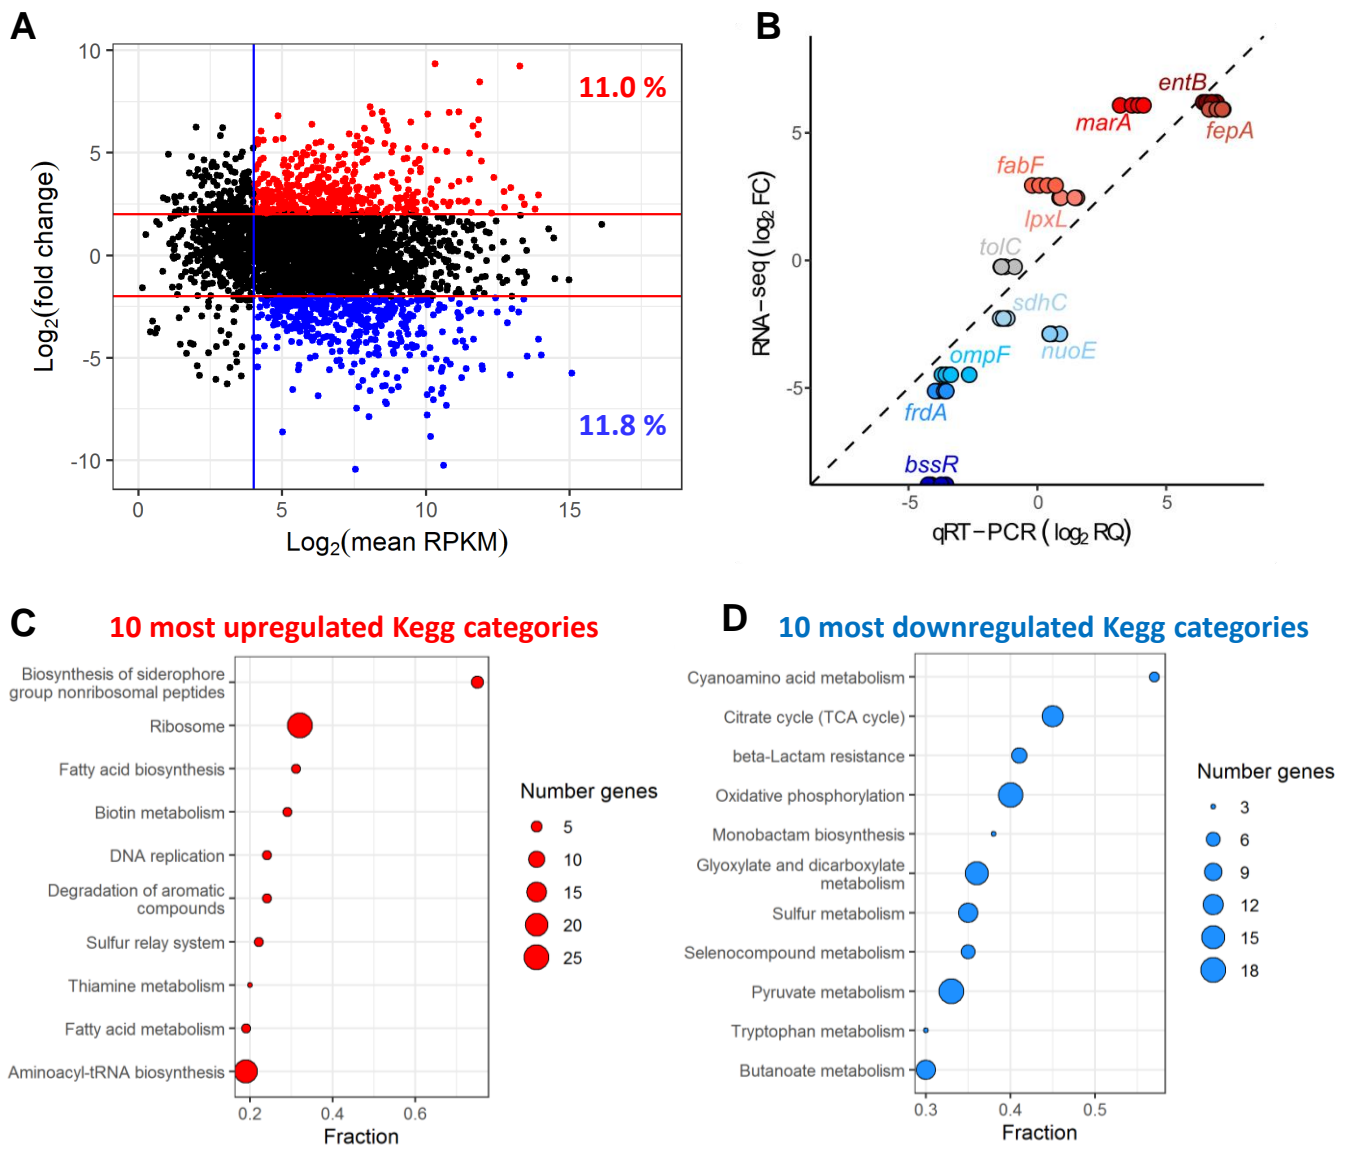 A
10
5
0
-5
-10
Log2(fold change)
11.0 %
11.8 %
0
5
10
15
Log2(mean RPKM)
B
5
0
-5
RNA−seq (log2 FC)
entB
marA
fepA
fabF
lpxL
tolC
sdhC
nuoE
ompF
frdA
bssR
-5
0
5
qRT−PCR (log2 RQ)
C
10 most upregulated Kegg categories
Biosynthesis of siderophore
group nonribosomal peptides
Ribosome
Fatty acid biosynthesis
Biotin metabolism
DNA replication
Degradation of aromatic
compounds
Sulfur relay system
Thiamine metabolism
Fatty acid metabolism
Aminoacyl-tRNA biosynthesis
0.2
0.4
0.6
Fraction
Number genes
5
10
15
20
25
D
10 most downregulated Kegg categories
Cyanoamino acid metabolism
Citrate cycle (TCA cycle)
beta-Lactam resistance
Oxidative phosphorylation
Monobactam biosynthesis
Glyoxylate and dicarboxylate
metabolism
Sulfur metabolism
Selenocompound metabolism
Pyruvate metabolism
Tryptophan metabolism
Butanoate metabolism
0.3
0.4
0.5
Fraction
Number genes
3
6
9
12
15
18